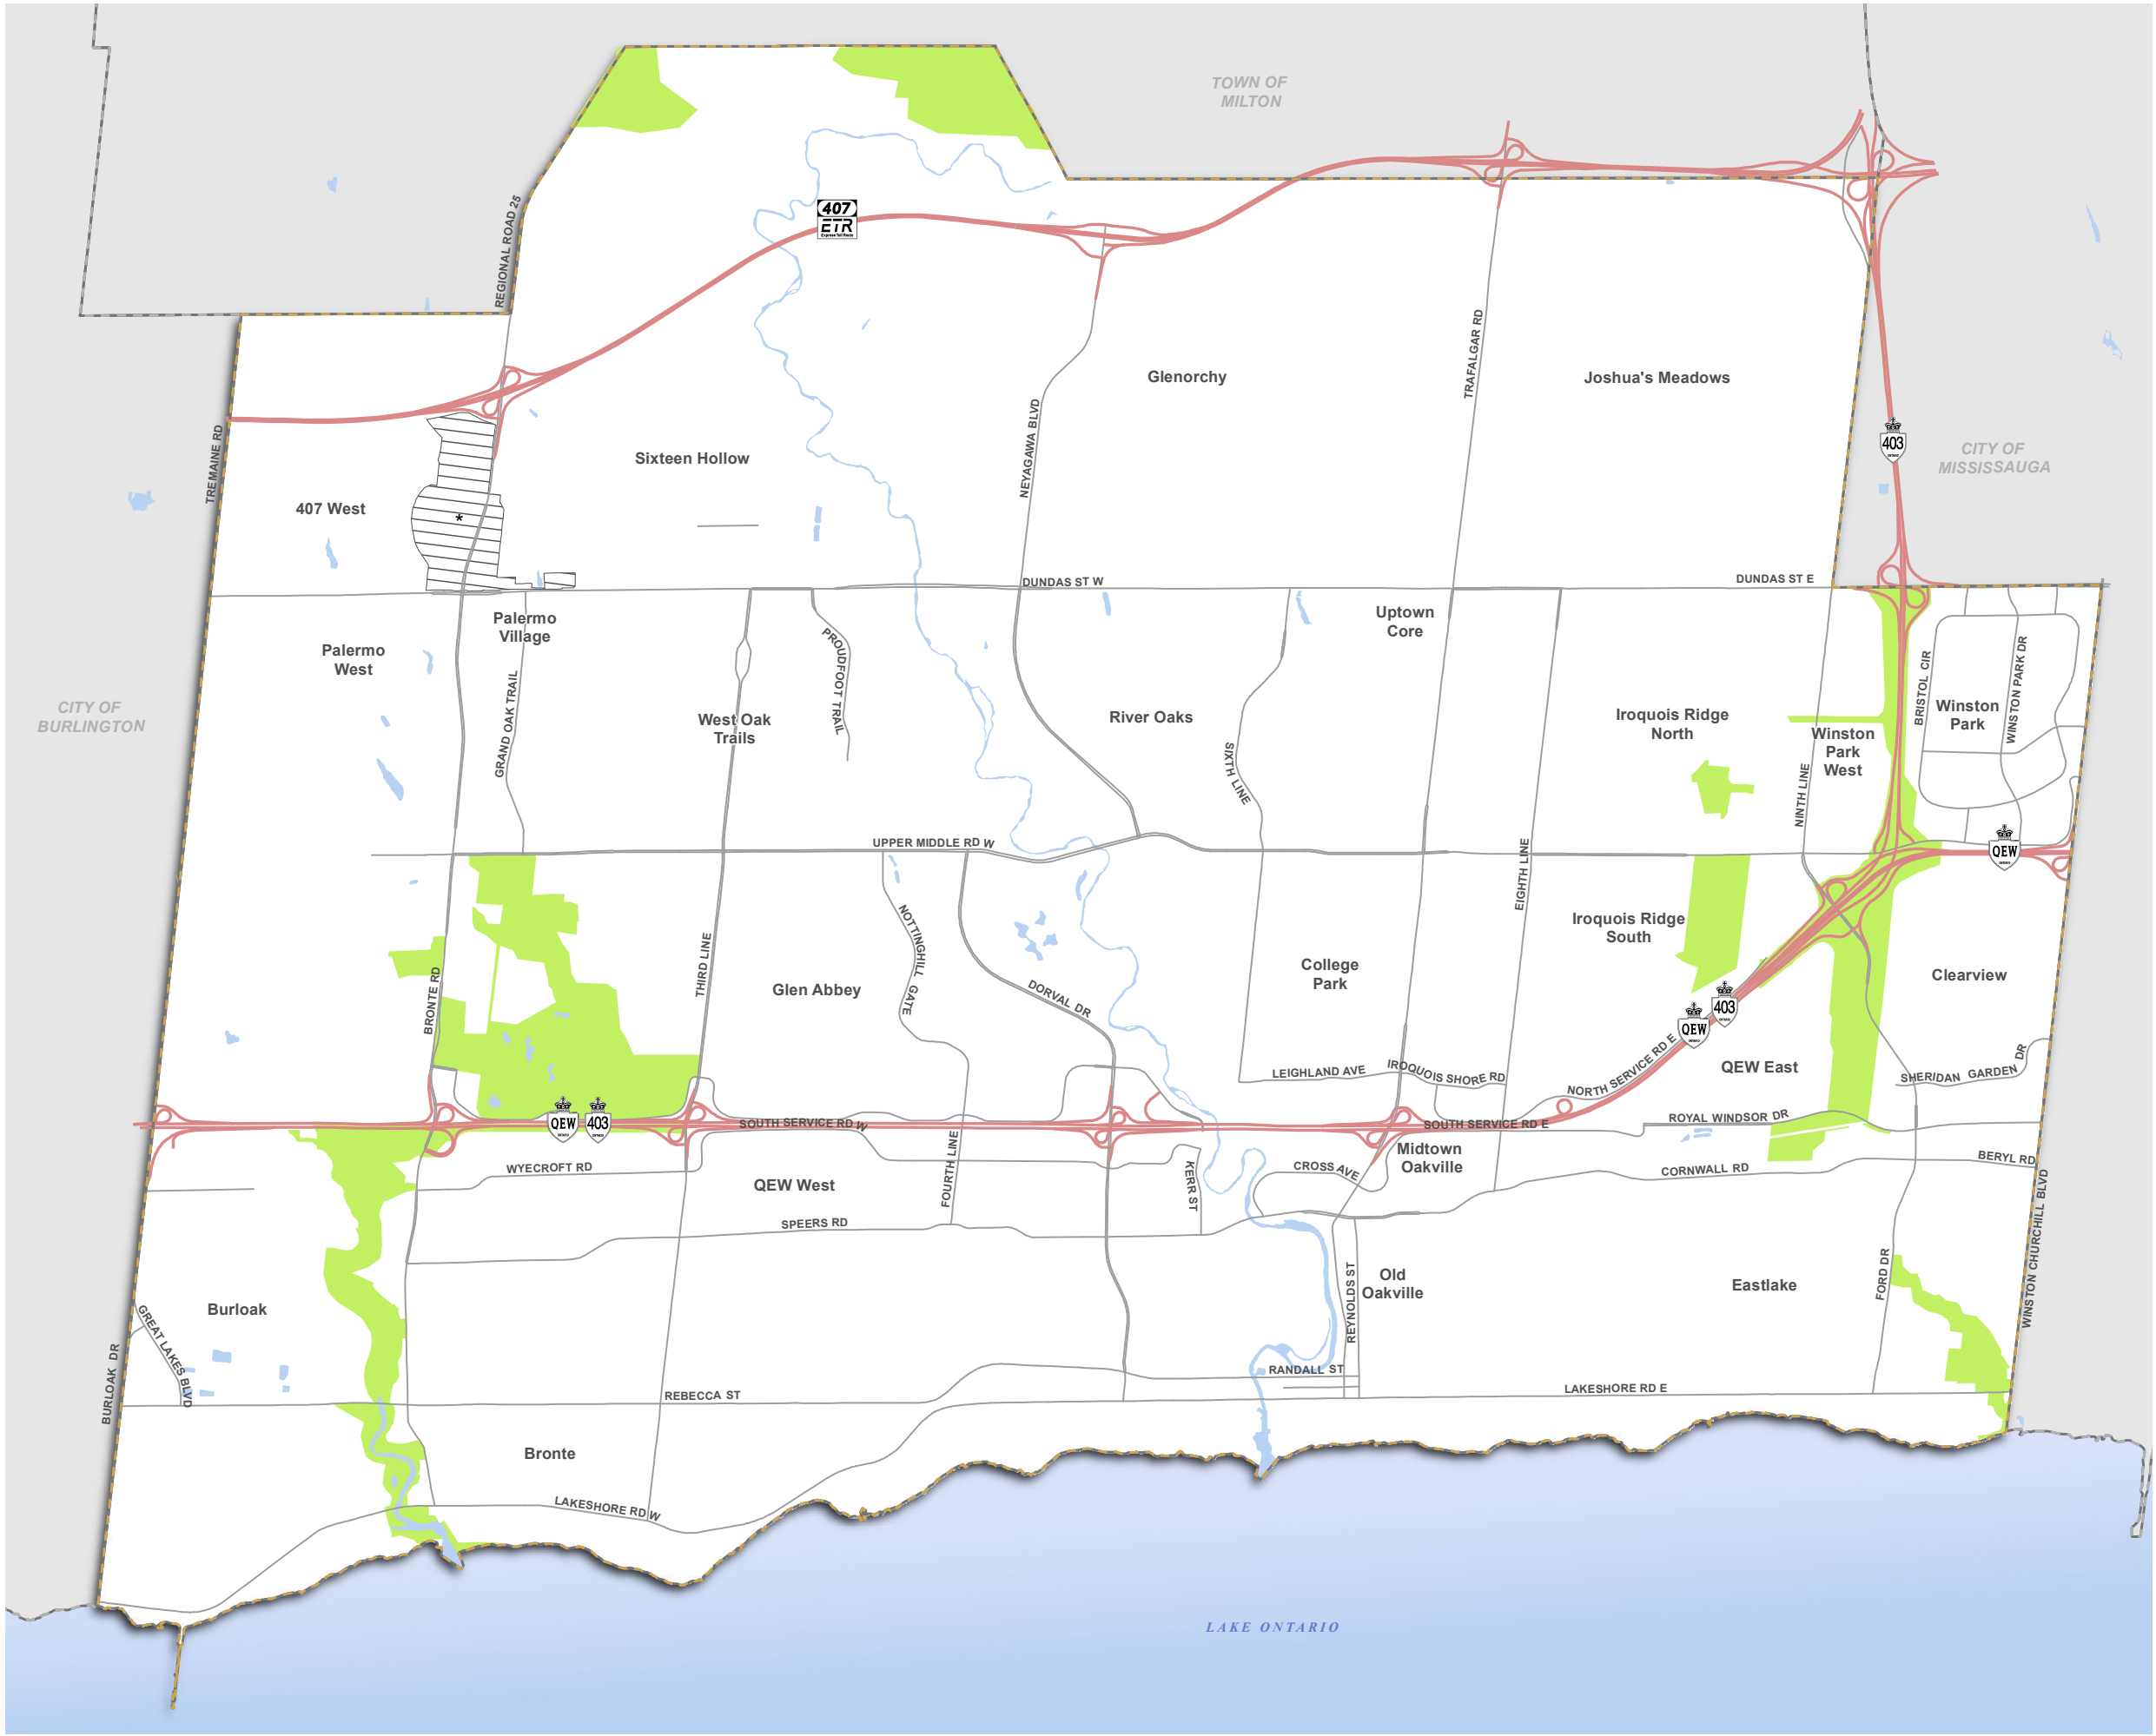 TOWN OF
MILTON
REGIONAL ROAD 25
407
ETR
Express Toll Route
TRAFALGAR RD
Glenorchy
Joshua's Meadows
NEYAGAWA BLVD
TREMAINE RD
403
CITY OF
MISSISSAUGA
Sixteen Hollow
407 West
*
DUNDAS ST W
DUNDAS ST E
Palermo
Village
Uptown
Core
PROUDFOOT TRAIL
Palermo
West
CITY OF
BURLINGTON
GRAND OAK TRAIL
West Oak
Trails
River Oaks
SIXTH LINE
Iroquois Ridge
North
Winston
Park
West
BRISTOL CIR
Winston
Park
WINSTON PARK DR
NINTH LINE
UPPER MIDDLE RD W
QEW
EIGHTH LINE
NOTTINGHILL GATE
Iroquois Ridge
South
THIRD LINE
BRONTE RD
Glen Abbey
DORVAL DR
College
Park
Clearview
403
QEW
LEIGHLAND AVE
IROQUOIS SHORE RD
NORTH SERVICE RD E
QEW East
SHERIDAN GARDEN DR
QEW
403
SOUTH SERVICE RD W
SOUTH SERVICE RD E
ROYAL WINDSOR DR
Midtown
Oakville
WYECROFT RD
QEW West
FOURTH LINE
KERR ST
CROSS AVE
CORNWALL RD
BERYL RD
SPEERS RD
WINSTON CHURCHILL BLVD
Old
Oakville
REYNOLDS ST
Eastlake
FORD DR
Burloak
GREAT LAKES BLVD
BURLOAK DR
RANDALL ST
REBECCA ST
LAKESHORE RD E
Bronte
LAKESHORE RD W
LAKE ONTARIO